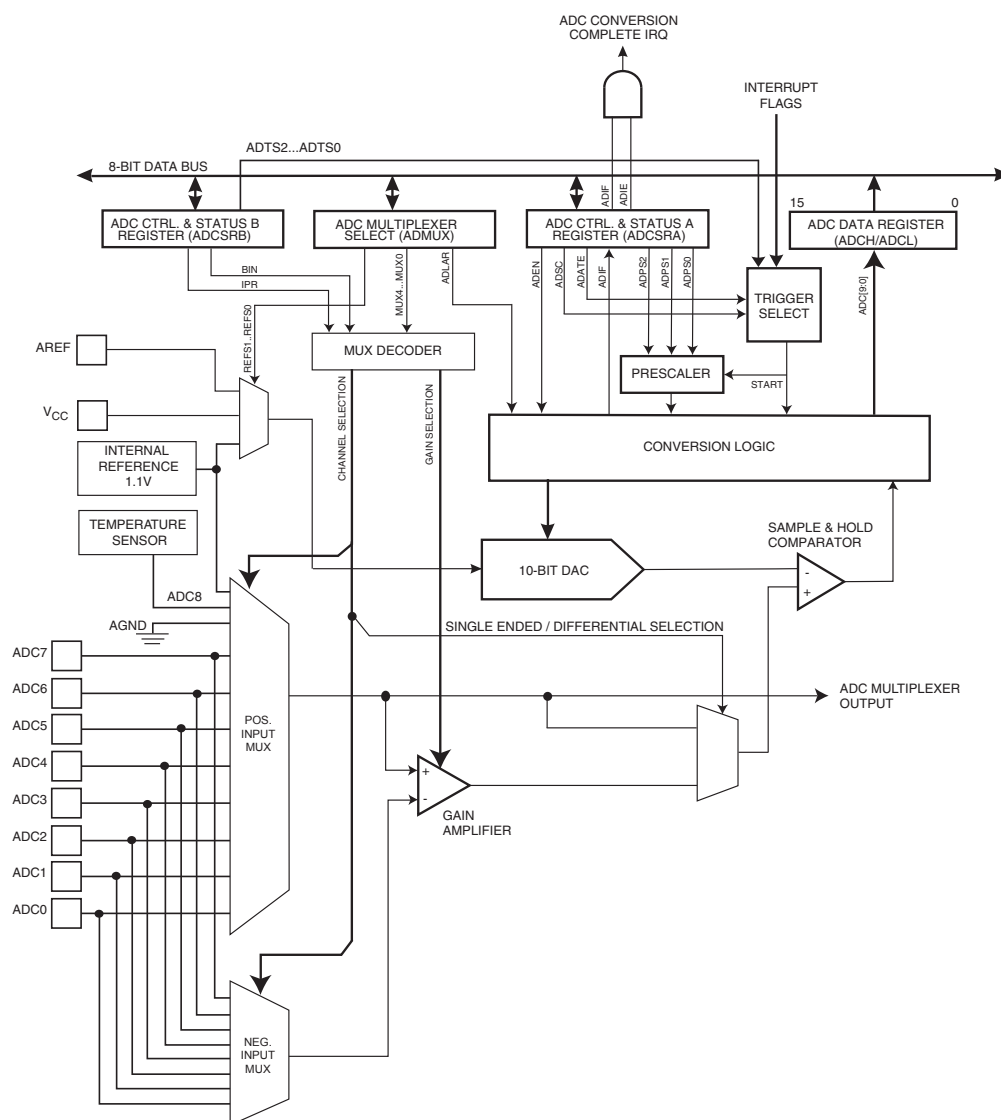 ADC CONVERSION
COMPLETE IRQ
INTERRUPT
FLAGS
ADTS2...ADTS0
8-BIT DATA BUS
ADIF
ADIE
15
0
ADC CTRL. & STATUS B
REGISTER (ADCSRB)
ADC MULTIPLEXER
SELECT (ADMUX)
ADC CTRL. & STATUS A
REGISTER (ADCSRA)
ADC DATA REGISTER
(ADCH/ADCL)
BIN
IPR
REFS1..REFS0
MUX4...MUX0
ADLAR
ADEN
ADSC
ADATE
ADIF
ADPS2
ADPS1
ADPS0
ADC[9:0]
TRIGGER
SELECT
AREF
MUX DECODER
PRESCALER
START
VCC
CHANNEL SELECTION
GAIN SELECTION
CONVERSION LOGIC
INTERNAL
REFERENCE
1.1V
TEMPERATURE
SENSOR
SAMPLE & HOLD
COMPARATOR
10-BIT DAC
-
+
ADC8
AGND
SINGLE ENDED / DIFFERENTIAL SELECTION
ADC7
ADC6
ADC5
ADC4
ADC3
ADC2
ADC1
ADC0
POS.
INPUT
MUX
ADC MULTIPLEXER
OUTPUT
+
-
GAIN
AMPLIFIER
NEG.
INPUT
MUX